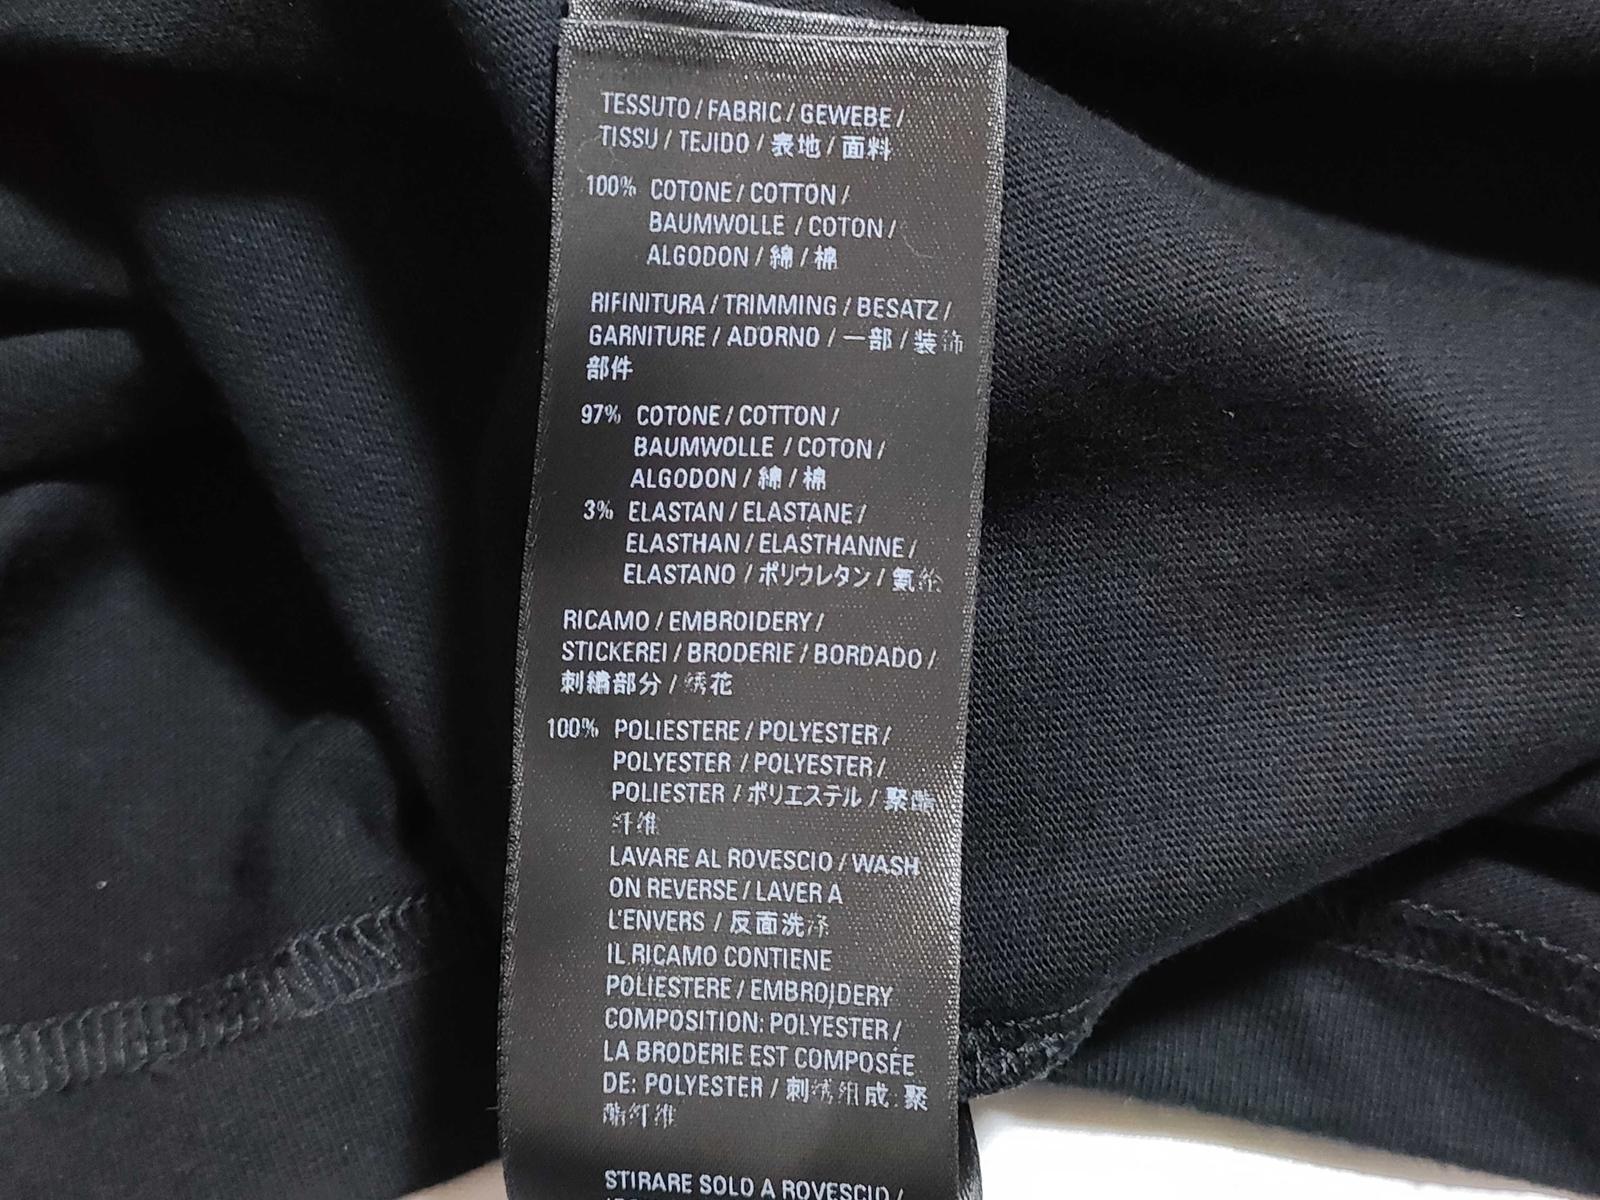 TESSUTO / FABRIC / GEWEBE /
TISSU / TEJIDO / 表地 / 面料
100% COTONE / COTTON /
BAUMWOLLE / COTON /
ALGODON / 綿 / 棉
RIFINITURA / TRIMMING / BESATZ /
GARNITURE / ADORNO / 一部 / 装饰
部件
97% COTONE / COTTON /
BAUMWOLLE / COTON /
ALGODON / 綿 / 棉
3% ELASTAN / ELASTANE /
ELASTHAN / ELASTHANNE /
ELASTANO / ポリウレタン / 氨纶
RICAMO / EMBROIDERY /
STICKEREI / BRODERIE / BORDADO /
刺繍部分 / 绣花
100% POLIESTERE / POLYESTER /
POLYESTER / POLYESTER /
POLIESTER / ポリエステル / 聚酯
纤维
LAVARE AL ROVESCIO / WASH
ON REVERSE / LAVER A
L'ENVERS / 反面洗涤
IL RICAMO CONTIENE
POLIESTERE / EMBROIDERY
COMPOSITION: POLYESTER /
LA BRODERIE EST COMPOSÉE
DE: POLYESTER / 刺绣组成: 聚
酯纤维
STIRARE SOLO A ROVESCIO /